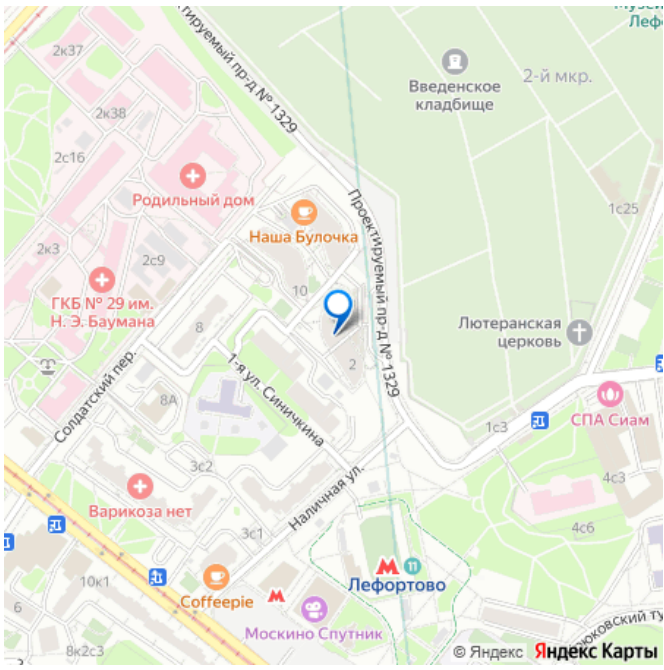 Музей
Лефо
2к37
2-й мкр.
Введенское
кладбище
2к38
Проектируемый пр-д № 1329
2с16
Родильный дом
1с25
Наша Булочка
2к3
2с9
Проектируемый пр-д № 1329
ГКБ № 29 им.
Н. Э. Баумана
10
8
Лютеранская
церковь
2
Солдатский пер.
1-я ул. Синичкина
8А
СПА Сиам
1с3
3с2
4с3
Варикоза нет
Наличная ул.
4с6
3с1
10к1
М 11
Лефортово
6
Coffeepie
М
Москино Спутник
8к2с3
© Яндекс Яндекс Карты